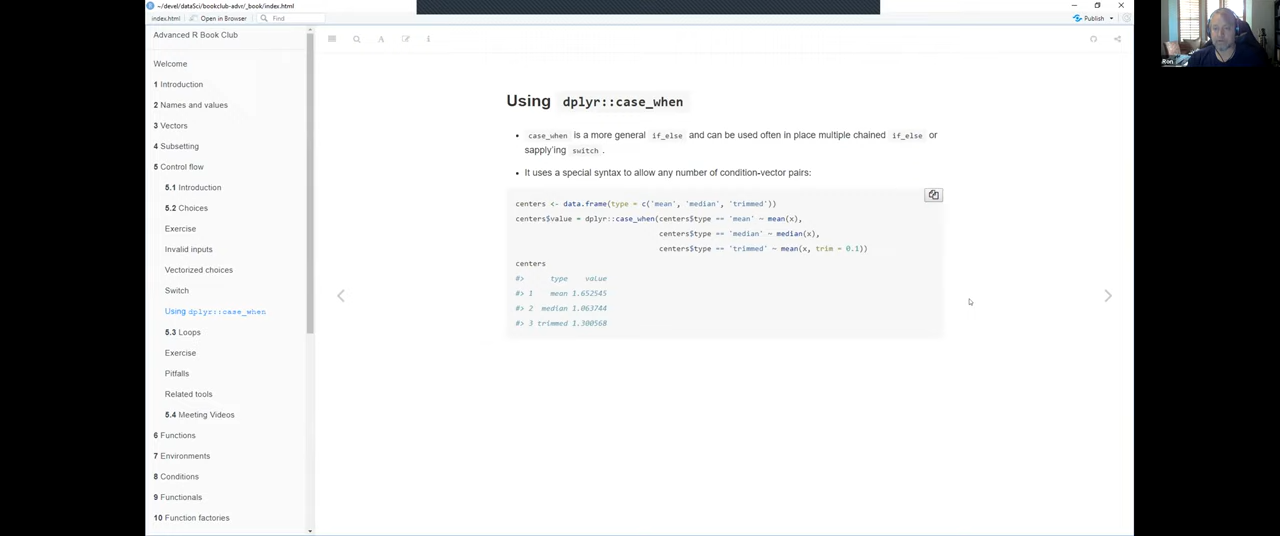 ~/devel/dataSci/bookclub-advr/_book/index.html
index.html
Open in Browser
Find
Publish
Advanced R Book Club
Welcome
1 Introduction
2 Names and values
3 Vectors
4 Subsetting
5 Control flow
5.1 Introduction
5.2 Choices
Exercise
Invalid inputs
Vectorized choices
Switch
Using dplyr::case_when
5.3 Loops
Exercise
Pitfalls
Related tools
5.4 Meeting Videos
6 Functions
7 Environments
8 Conditions
9 Functionals
10 Function factories
Using dplyr::case_when
• case_when is a more general if_else and can be used often in place multiple chained if_else or
sapply'ing switch .
• It uses a special syntax to allow any number of condition-vector pairs:
centers <- data.frame(type = c('mean', 'median', 'trimmed'))
centers$value = dplyr::case_when(centers$type == 'mean' ~ mean(x),
centers$type == 'median' ~ median(x),
centers$type == 'trimmed' ~ mean(x, trim = 0.1))
centers
#> type value
#> 1 mean 1.652545
#> 2 median 1.063744
#> 3 trimmed 1.300568
Ron